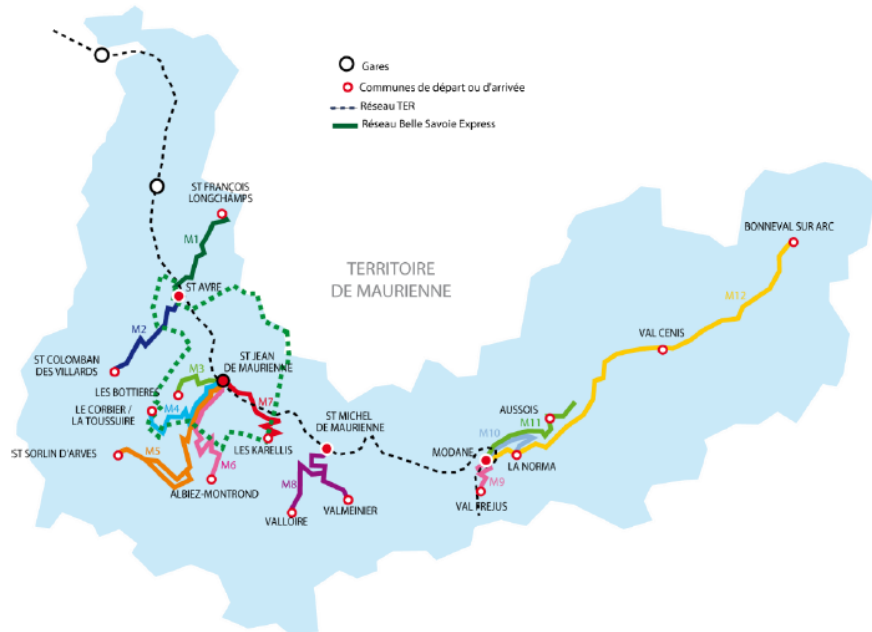 Gares
Communes de départ ou d'arrivée
Réseau TER
Réseau Belle Savoie Express
ST FRANÇOIS
LONGCHAMPS
M1
BONNEVAL SUR ARC
TERRITOIRE
DE MAURIENNE
ST AVRE
M12
M2
VAL CENIS
ST COLOMBAN
DES VILLARDS
ST JEAN
DE MAURIENNE
M3
LES BOTTIERES
LE CORBIER /
LA TOUSSUIRE
M4
M7
AUSSOIS
ST MICHEL
DE MAURIENNE
M11
M10
ST SORLIN D'ARVES
M5
LES KARELLIS
MODANE
LA NORMA
M6
M9
ALBIEZ-MONTROND
M8
VAL FREJUS
VALLOIRE
VALMEINIER